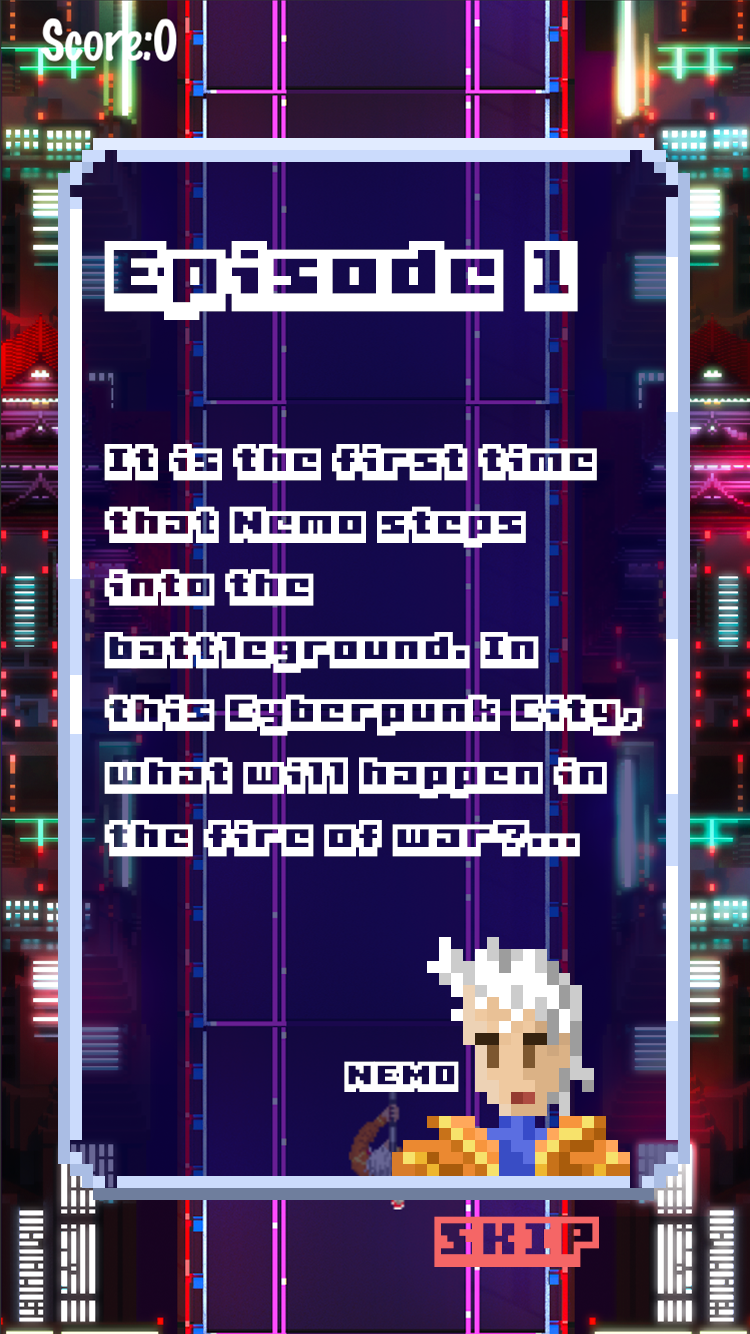 Score:0
Episode 1
It is the first time
that Nemo steps
into the
battleground. In
this Cyberpunk City,
what will happen in
the fire of war?...
NEMO
SKIP